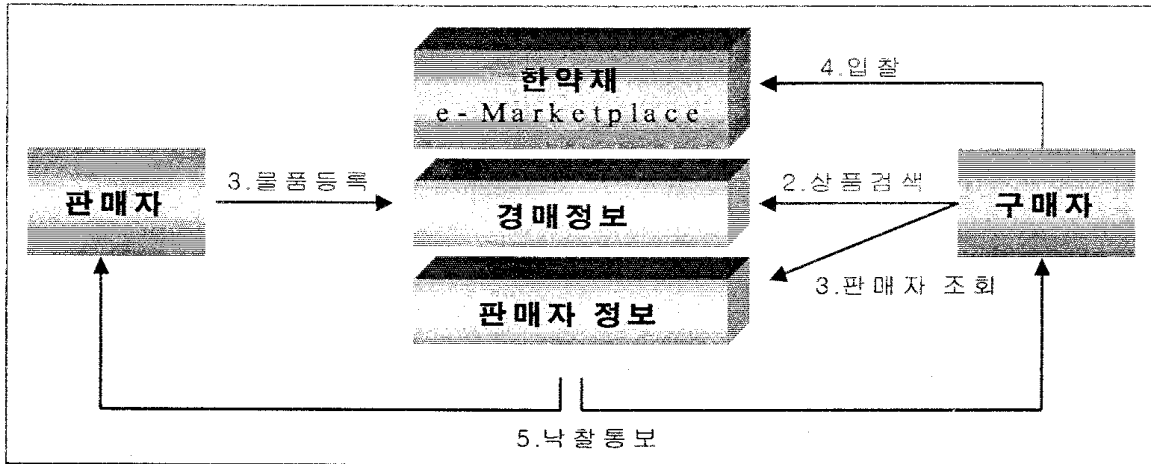 한약재
e-Marketplace
4.입찰
판매자
3.물품등록
경매정보
2.상품검색
구매자
판매자 정보
3.판매자 조회
5.낙찰통보